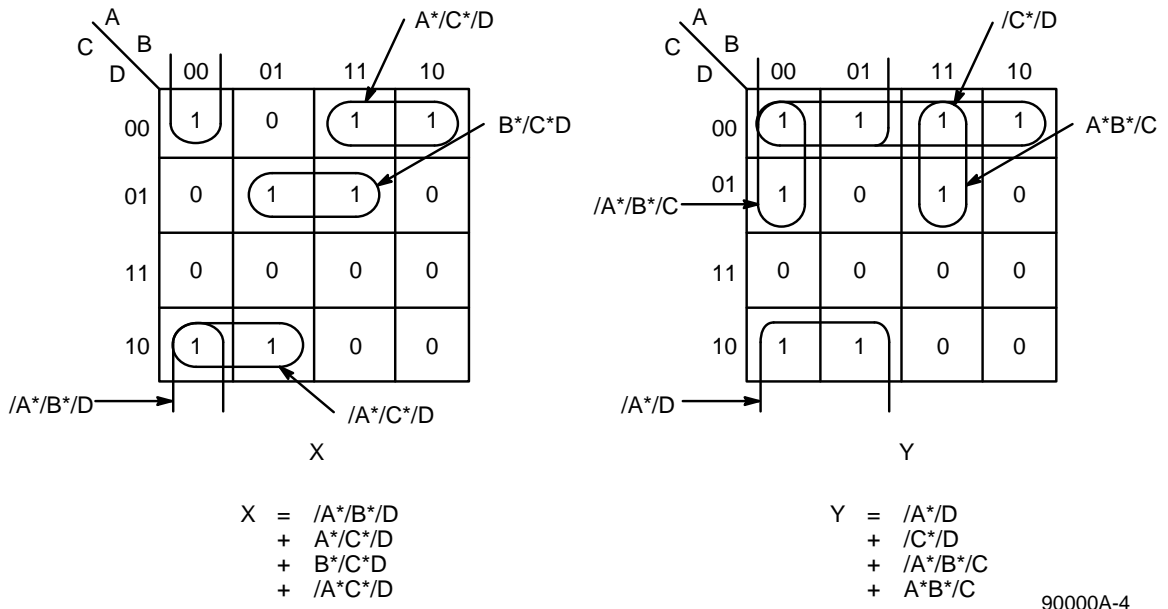 A
B
C
D
00 01 11 10
00 1 0 1 1
01 0 1 1 0
11 0 0 0 0
10 1 1 0 0
A*/C*/D
B*/C*D
/A*/B*/D
/A*/C*/D
X
X = /A*/B*/D
+ A*/C*/D
+ B*/C*D
+ /A*C*/D
A
B
C
D
00 01 11 10
00 1 1 1 1
01 1 0 1 0
11 0 0 0 0
10 1 1 0 0
/C*/D
A*B*/C
/A*/B*/C
/A*/D
Y
Y = /A*/D
+ /C*/D
+ /A*/B*/C
+ A*B*/C
90000A-4